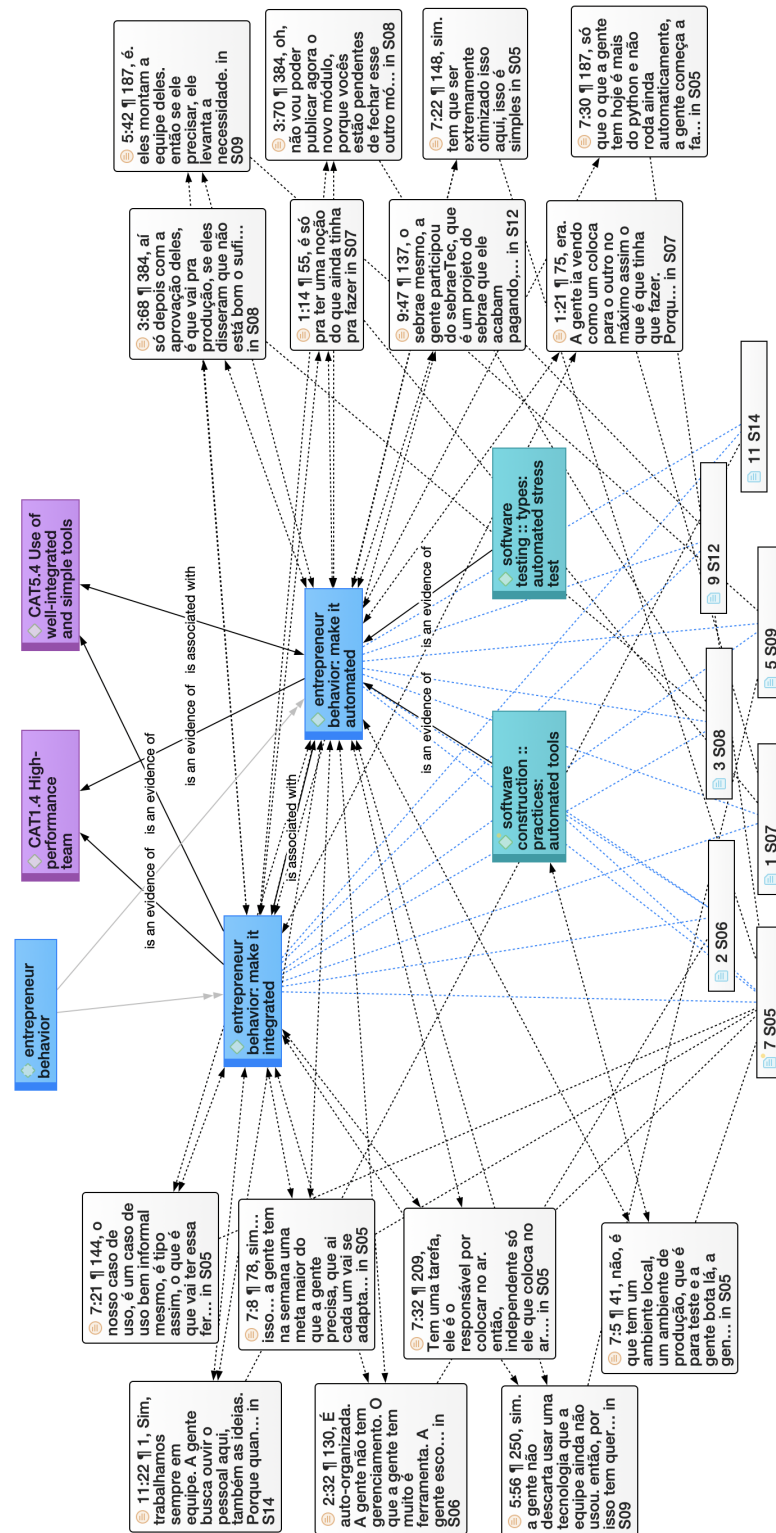 entrepreneur
behavior
CAT1.4 High-
performance
team
CAT5.4 Use of
well-integrated
and simple tools
is an evidence of
is an evidence of
is an evidence of
is associated with
11:22 ¶ 1, Sim,
trabalhamos
sempre em
equipe. A gente
busca ouvir o
pessoal aqui,
também as ideias.
Porque quan... in
S14
7:21 ¶ 144, o
nosso caso de
uso, é um caso de
uso bem informal
mesmo, é tipo
assim, o que é
que vai ter essa
fer... in S05
entrepreneur
behavior: make it
integrated
is associated with
entrepreneur
behavior: make it
automated
3:68 ¶ 384, aí
só depois com a
aprovação deles,
é que vai pra
produção, se eles
disseram que não
está bom o sufi...
in S08
5:42 ¶ 187, é.
eles montam a
equipe deles.
então se ele
precisar, ele
levanta a
necessidade. in
S09
7:8 ¶ 78, sim...
isso... a gente tem
na semana uma
meta maior do
que a gente
precisa, que aí
cada um vai se
adapta... in S05
2:32 ¶ 130, É
auto-organizada.
A gente não tem
gerenciamento. O
que a gente tem
muito é
ferramenta. A
gente esco... in
S06
1:14 ¶ 55, é só
pra ter uma noção
do que ainda tinha
pra fazer in S07
3:70 ¶ 384, oh,
não vou poder
publicar agora o
novo módulo,
porque vocês
estão pendentes
de fechar esse
outro mó... in S08
is an evidence of
is an evidence of
7:32 ¶ 209,
Tem uma tarefa,
ele é o
responsável por
colocar no ar.
então,
independente só
ele que coloca no
ar.... in S05
9:47 ¶ 137, o
sebrae mesmo, a
gente participou
do sebraeTec, que
é um projeto do
sebrae que ele
acabam
pagando,... in S12
7:22 ¶ 148, sim.
tem que ser
extremamente
otimizado isso
aqui, isso é
simples in S05
5:56 ¶ 250, sim.
a gente não
descarta usar uma
tecnologia que a
equipe ainda não
usou. então, por
isso tem quer... in
S09
software
construction ::
practices:
automated tools
software
testing :: types:
automated stress
test
7:5 ¶ 41, não, é
que tem um
ambiente local,
um ambiente de
produção, que é
para teste e a
gente bota lá, a
gen... in S05
1:21 ¶ 75, era.
A gente ia vendo
como um coloca
para o outro no
máximo assim o
que é que tinha
que fazer.
Porqu... in S07
7:30 ¶ 187, só
que o que a gente
tem hoje é mais
do python e não
roda ainda
automaticamente,
a gente começa a
fa... in S05
2 S06
3 S08
9 S12
7 S05
1 S07
5 S09
11 S14